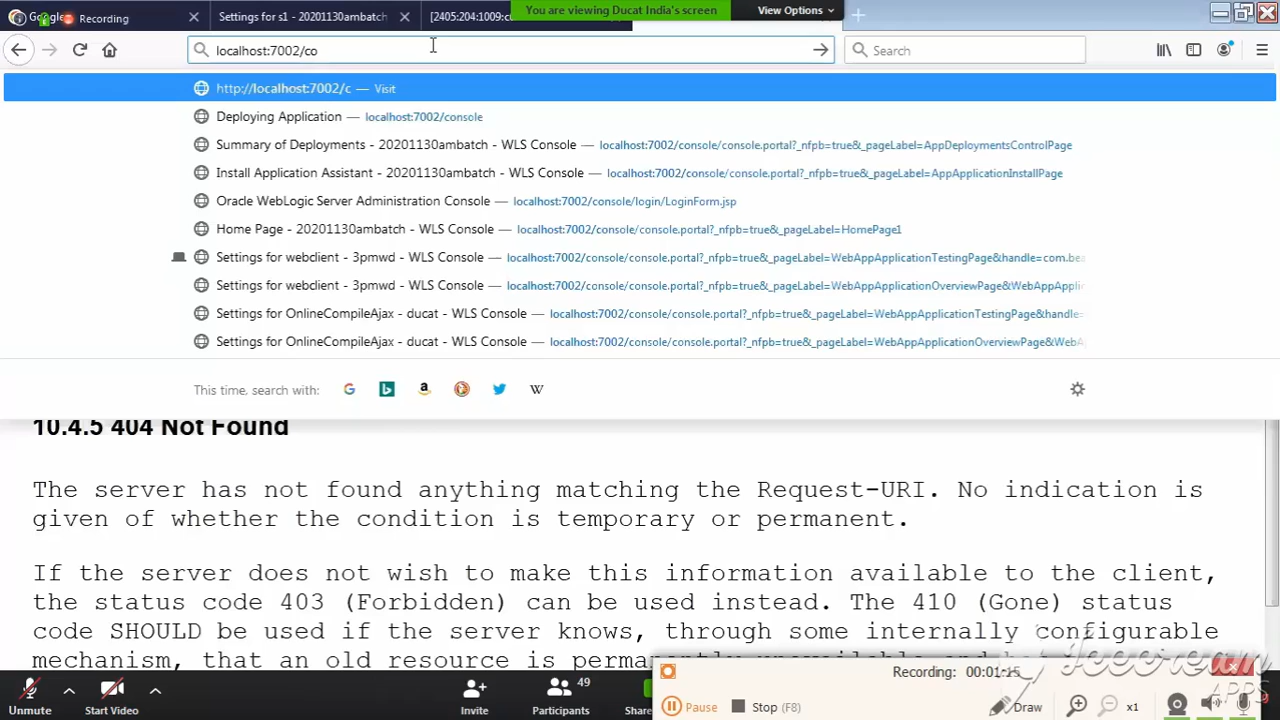 Google
Recording
Settings for s1 - 20201130ambatch
[2405:204:1009:c
You are viewing Ducat India's screen
View Options
localhost:7002/co
Search
http://localhost:7002/c — Visit
Deploying Application — localhost:7002/console
Summary of Deployments - 20201130ambatch - WLS Console — localhost:7002/console/console.portal?_nfpb=true&_pageLabel=AppDeploymentsControlPage
Install Application Assistant - 20201130ambatch - WLS Console — localhost:7002/console/console.portal?_nfpb=true&_pageLabel=AppApplicationInstallPage
Oracle WebLogic Server Administration Console — localhost:7002/console/login/LoginForm.jsp
Home Page - 20201130ambatch - WLS Console — localhost:7002/console/console.portal?_nfpb=true&_pageLabel=HomePage1
Settings for webclient - 3pmwd - WLS Console — localhost:7002/console/console.portal?_nfpb=true&_pageLabel=WebAppApplicationTestingPage&handle=com.bea
Settings for webclient - 3pmwd - WLS Console — localhost:7002/console/console.portal?_nfpb=true&_pageLabel=WebAppApplicationOverviewPage&WebAppAppli
Settings for OnlineCompileAjax - ducat - WLS Console — localhost:7002/console/console.portal?_nfpb=true&_pageLabel=WebAppApplicationTestingPage&handle=
Settings for OnlineCompileAjax - ducat - WLS Console — localhost:7002/console/console.portal?_nfpb=true&_pageLabel=WebAppApplicationOverviewPage&WebA
This time, search with:
10.4.5 404 Not Found
The server has not found anything matching the Request-URI. No indication is
given of whether the condition is temporary or permanent.
If the server does not wish to make this information available to the client,
the status code 403 (Forbidden) can be used instead. The 410 (Gone) status
code SHOULD be used if the server knows, through some internally configurable
mechanism, that an old resource is permanently unavailable and
Icecream
APPS
Recording: 00:01:15
Unmute
Start Video
Invite
49
Participants
Share
Pause
Stop (F8)
Draw
x1